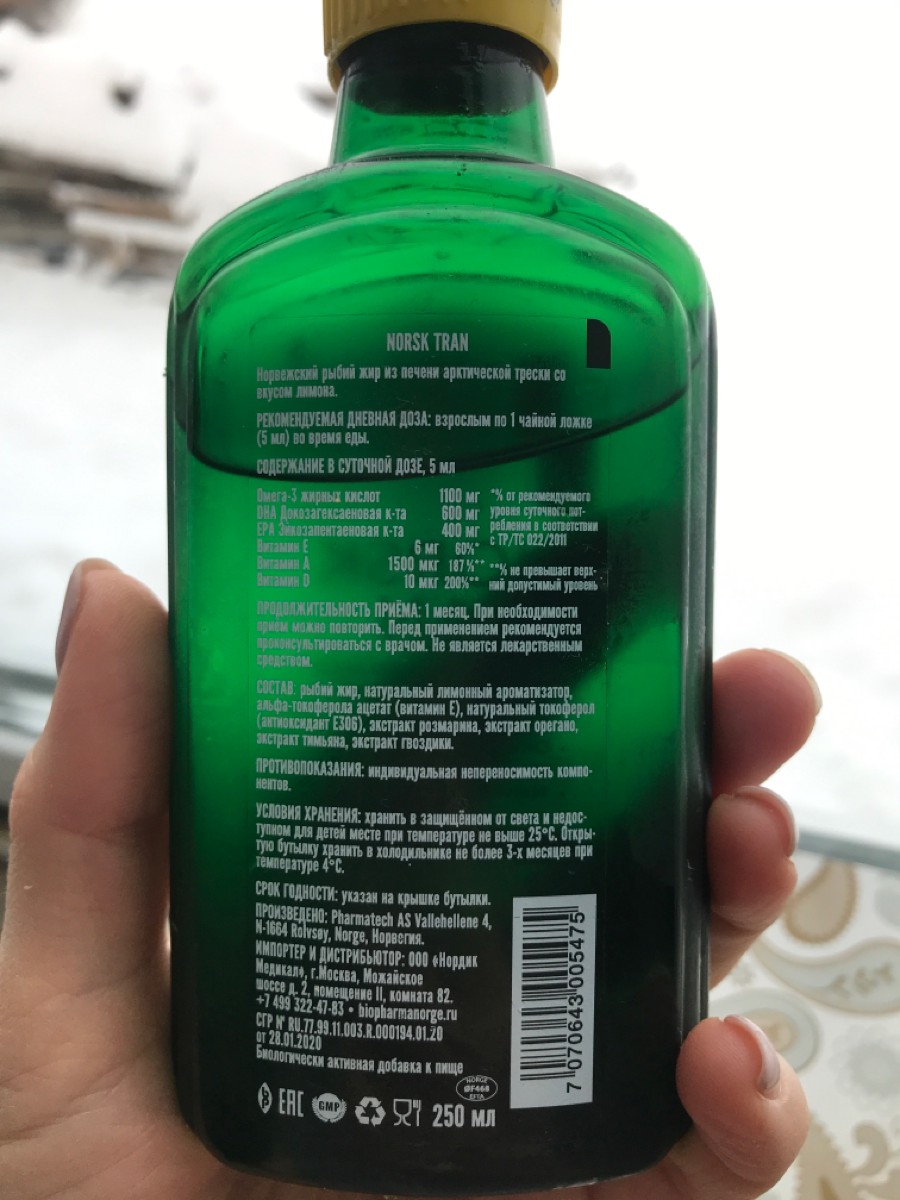 NORSK TRAN
Норвежский рыбий жир из печени арктической трески со
вкусом лимона.
РЕКОМЕНДУЕМАЯ ДНЕВНАЯ ДОЗА: взрослым по 1 чайной ложке
(5 мл) во время еды.
СОДЕРЖАНИЕ В СУТОЧНОЙ ДОЗЕ, 5 мл
Омега-3 жирных кислот 1100 мг
DHA Докозагексаеновая к-та 600 мг
EPA Эйкозапентаеновая к-та 400 мг
Витамин E 6 мг 60%*
Витамин A 1500 мкг 187%**
Витамин D 10 мкг 200%**
*% от рекомендуемого
уровня суточного пот-
ребления в соответствии
с ТР/ТС 022/2011
**% не превышает верх-
ний допустимый уровень
ПРОДОЛЖИТЕЛЬНОСТЬ ПРИЁМА: 1 месяц. При необходимости
приём можно повторить. Перед применением рекомендуется
проконсультироваться с врачом. Не является лекарственным
средством.
СОСТАВ: рыбий жир, натуральный лимонный ароматизатор,
альфа-токоферола ацетат (витамин E), натуральный токоферол
(антиоксидант E306), экстракт розмарина, экстракт орегано,
экстракт тимьяна, экстракт гвоздики.
ПРОТИВОПОКАЗАНИЯ: индивидуальная непереносимость компо-
нентов.
УСЛОВИЯ ХРАНЕНИЯ: хранить в защищённом от света и недос-
тупном для детей месте при температуре не выше 25°C. Откры-
тую бутылку хранить в холодильнике не более 3-х месяцев при
температуре 4°C.
СРОК ГОДНОСТИ: указан на крышке бутылки.
ПРОИЗВЕДЕНО: Pharmatech AS Vallehellene 4,
N-1664 Rolvsøy, Norge, Норвегия.
ИМПОРТЕР И ДИСТРИБЬЮТОР: ООО «Нордик
Медикал», г.Москва, Можайское
шоссе д. 2, помещение II, комната 82.
+7 499 322-47-83 • biopharmanorge.ru
СГР № RU.77.99.11.003.R.000194.01.20
от 28.01.2020
Биологически активная добавка к пище
NORGE
ØF468
EFTA
EAC GMP 250 мл
7 070643 005475